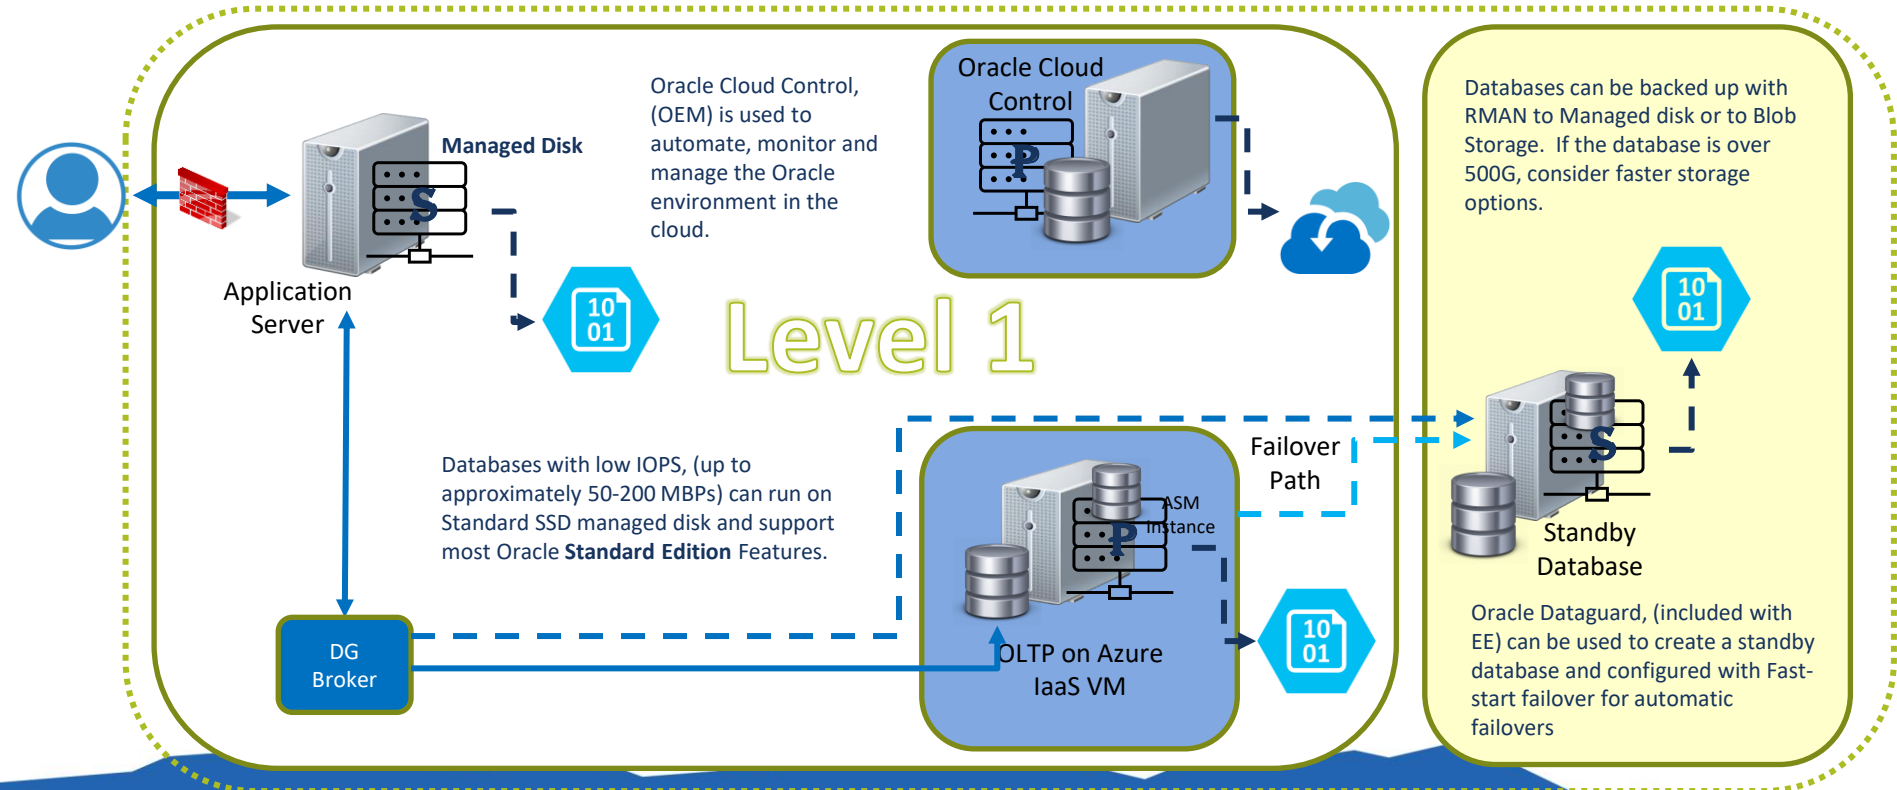 Oracle Cloud Control,
(OEM) is used to
automate, monitor and
manage the Oracle
environment in the
cloud.
Oracle Cloud
Control
P
Databases can be backed up with
RMAN to Managed disk or to Blob
Storage.  If the database is over
500G, consider faster storage
options.
Managed Disk
S
Application
Server
10
01
Level 1
10
01
Databases with low IOPS, (up to
approximately 50-200 MBPs) can run on
Standard SSD managed disk and support
most Oracle Standard Edition Features.
Failover
Path
ASM
Instance
P
S
Standby
Database
DG
Broker
OLTP on Azure
IaaS VM
10
01
Oracle Dataguard, (included with
EE) can be used to create a standby
database and configured with Fast-
start failover for automatic
failovers